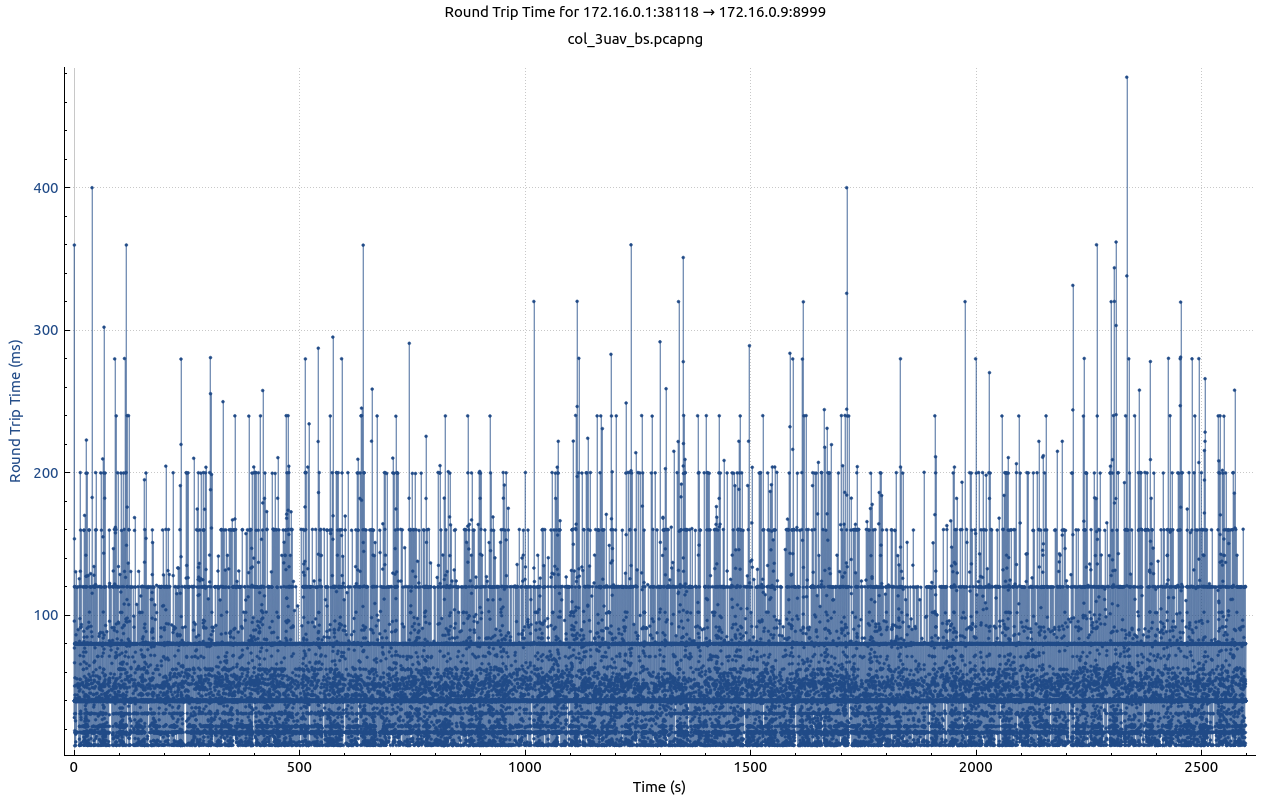 Round Trip Time for 172.16.0.1:38118 → 172.16.0.9:8999
col_3uav_bs.pcapng
Round Trip Time (ms)
400
300
200
100
0
500
1000
1500
2000
2500
Time (s)